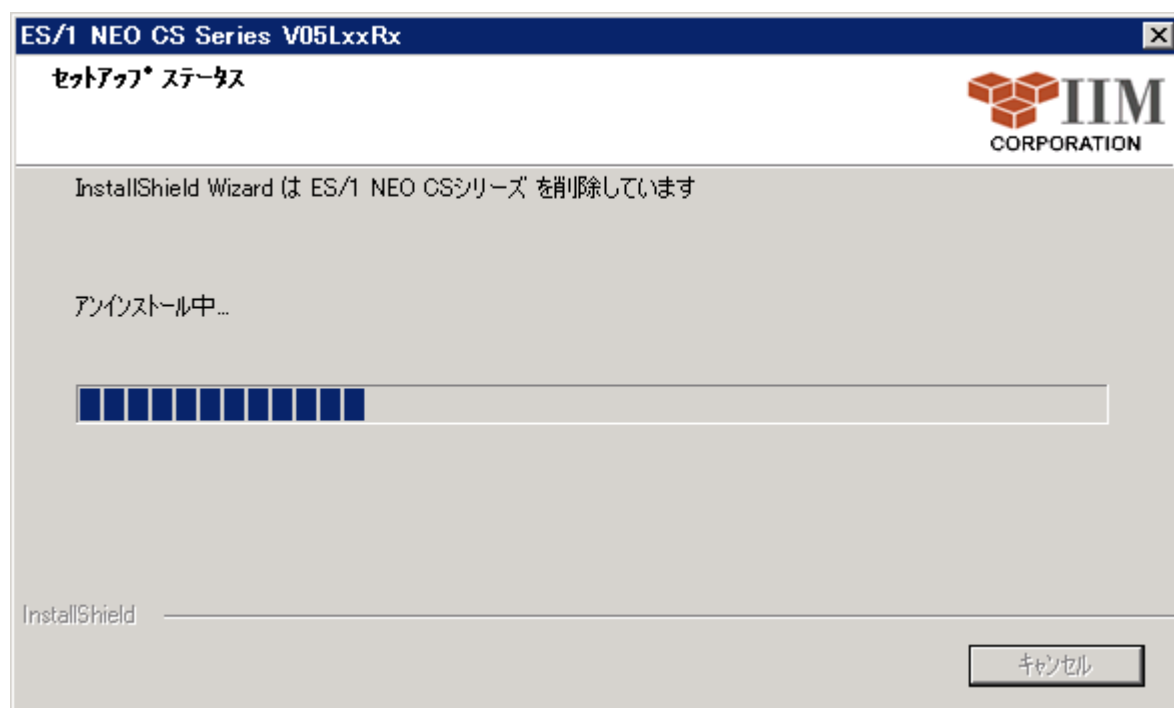 ES/1 NEO CS Series V05LxxRx
セットアップ ステータス
IIM
CORPORATION
InstallShield Wizard は ES/1 NEO CSシリーズ を削除しています
アンインストール中...
InstallShield
キャンセル